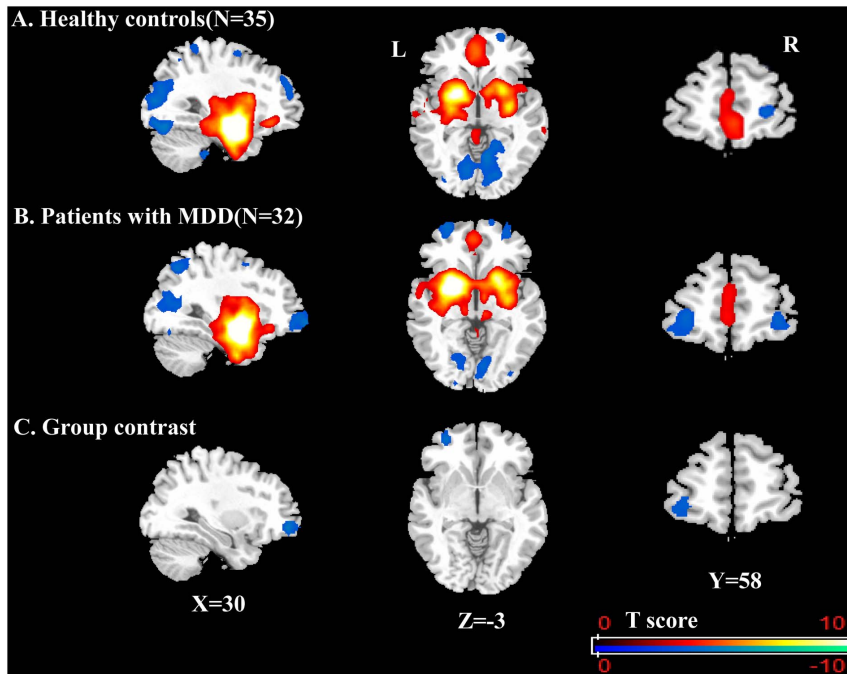 A. Healthy controls(N=35)
L
R
B. Patients with MDD(N=32)
C. Group contrast
X=30
Z=-3
Y=58
0 T score 10
0 -10